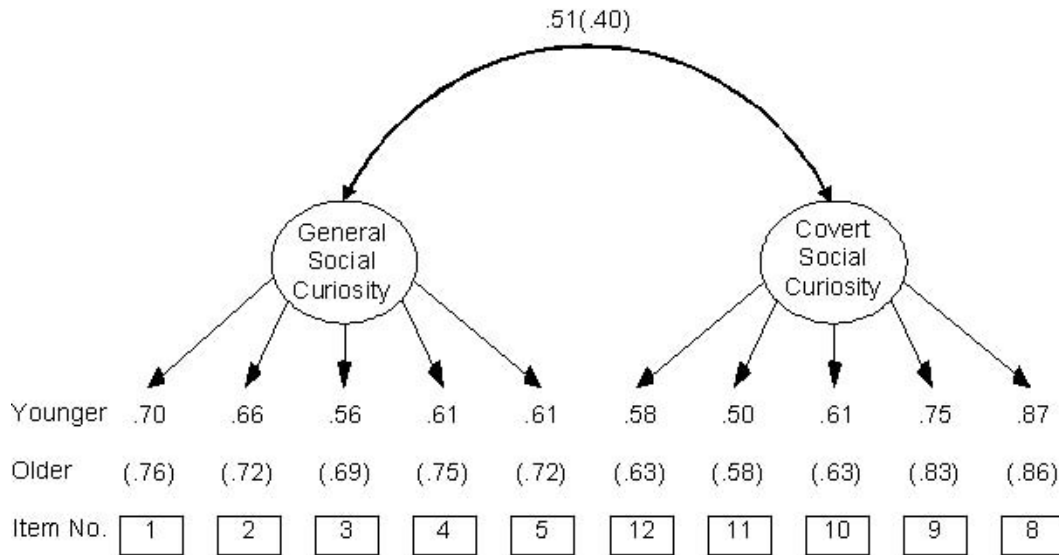 .51(.40)
General
Social
Curiosity
Covert
Social
Curiosity
Younger .70 .66 .56 .61 .61 .58 .50 .61 .75 .87
Older (.76) (.72) (.69) (.75) (.72) (.63) (.58) (.63) (.83) (.86)
Item No. 1 2 3 4 5 12 11 10 9 8